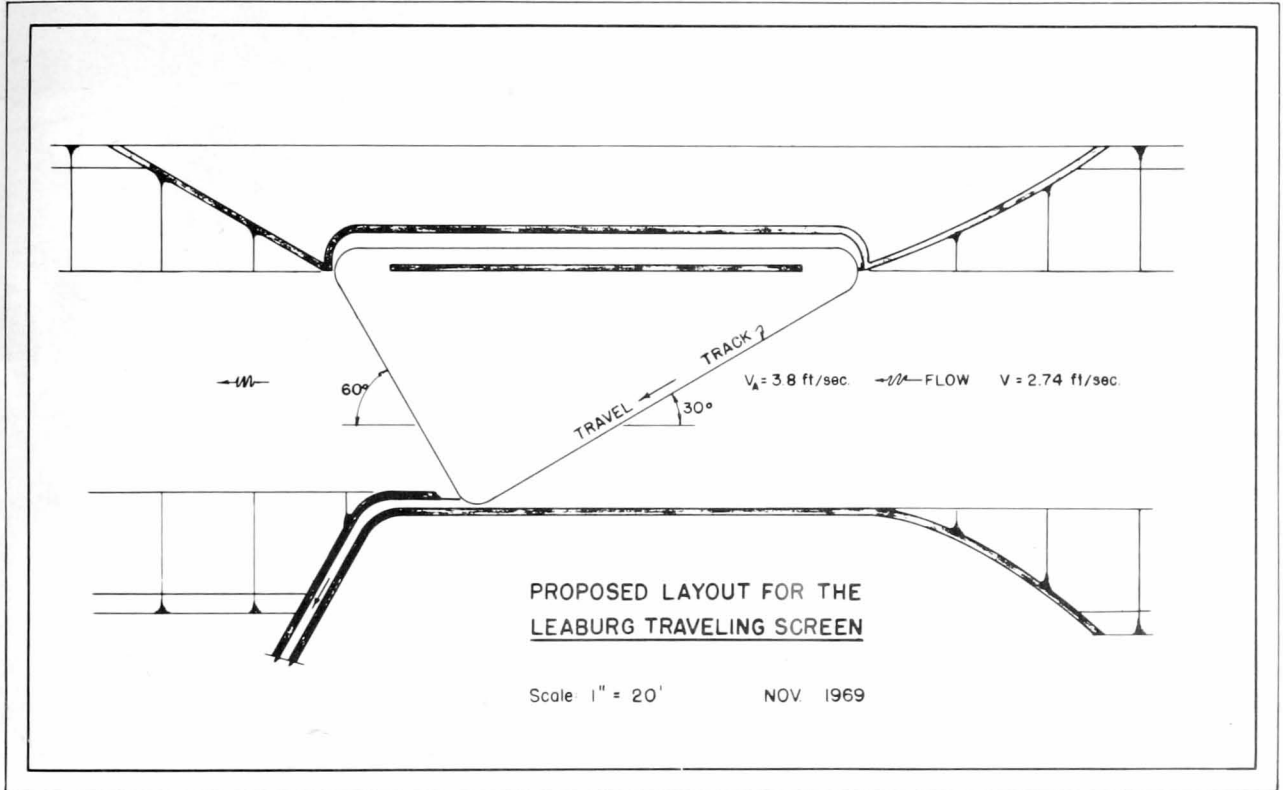 TRACK
V_A = 3.8 ft/sec. FLOW V = 2.74 ft/sec.
60°
TRAVEL
30°
PROPOSED LAYOUT FOR THE
LEABURG TRAVELING SCREEN
Scale: 1" = 20' NOV. 1969